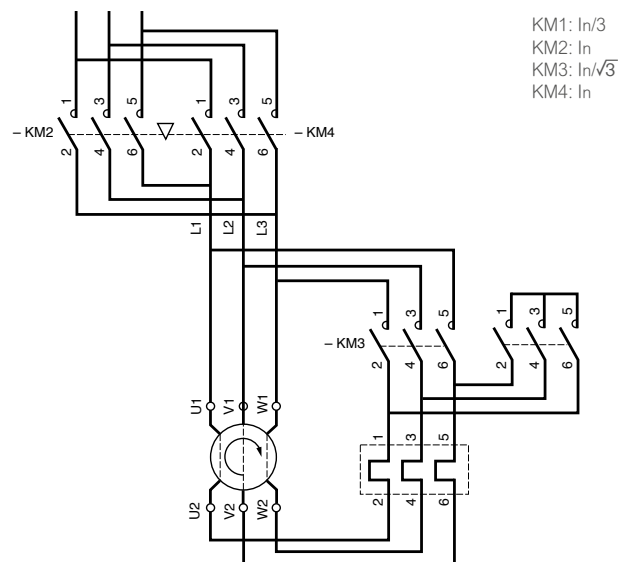 KM1: In/3
KM2: In
KM3: In/√3
KM4: In
1 3 5 1 3 5
– KM2 – KM4
2 4 6 2 4 6
L1 L2 L3
1 3 5 1 3 5
– KM3
2 4 6 2 4 6
U1 V1 W1
1 3 5
2 4 6
U2 V2 W2